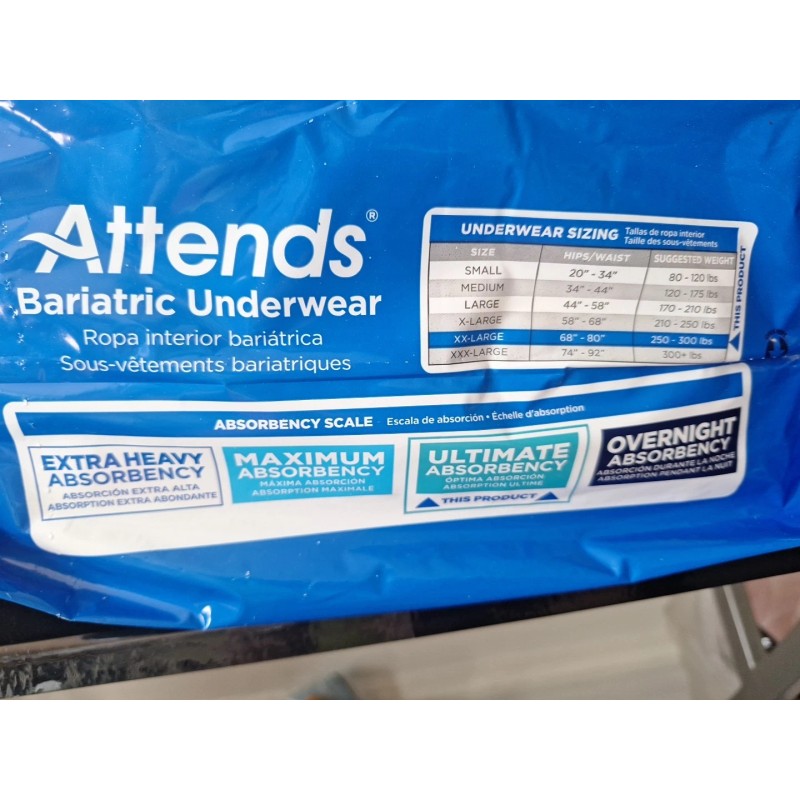 Attends®
Bariatric Underwear
Ropa interior bariátrica
Sous-vêtements bariatriques
UNDERWEAR SIZING Tallas de ropa interior
Taille des sous-vêtements
SIZE HIPS/WAIST SUGGESTED WEIGHT
SMALL 20" - 34" 80 - 120 lbs
MEDIUM 34" - 44" 120 - 175 lbs
LARGE 44" - 58" 170 - 210 lbs
X-LARGE 58" - 68" 210 - 250 lbs
XX-LARGE 68" - 80" 250 - 300 lbs
XXX-LARGE 74" - 92" 300+ lbs
THIS PRODUCT
ABSORBENCY SCALE Escala de absorción • Échelle d'absorption
EXTRA HEAVY
ABSORBENCY
ABSORCIÓN EXTRA ALTA
ABSORPTION EXTRA ABONDANTE
MAXIMUM
ABSORBENCY
MÁXIMA ABSORCIÓN
ABSORPTION MAXIMALE
ULTIMATE
ABSORBENCY
ÓPTIMA ABSORCIÓN
ABSORPTION ULTIME
THIS PRODUCT
OVERNIGHT
ABSORBENCY
ABSORCIÓN DURANTE LA NOCHE
ABSORPTION PENDANT LA NUIT